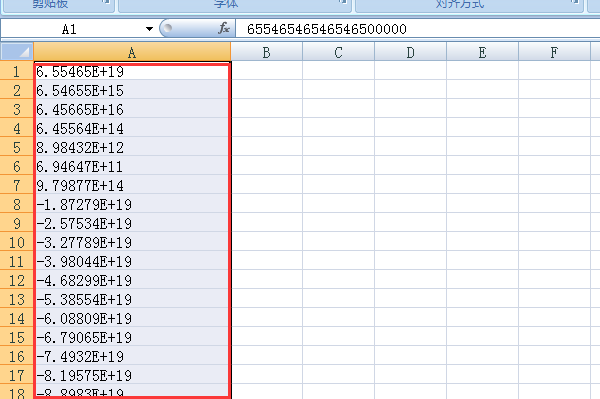 剪贴板 字体 对齐方式
A1 fx 65546546546546500000
A B C D E F
1 6.55465E+19
2 6.54655E+15
3 6.45665E+16
4 6.45564E+14
5 8.98432E+12
6 6.94647E+11
7 9.79877E+14
8 -1.87279E+19
9 -2.57534E+19
10 -3.27789E+19
11 -3.98044E+19
12 -4.68299E+19
13 -5.38554E+19
14 -6.08809E+19
15 -6.79065E+19
16 -7.4932E+19
17 -8.19575E+19
18 -8.8983E+19